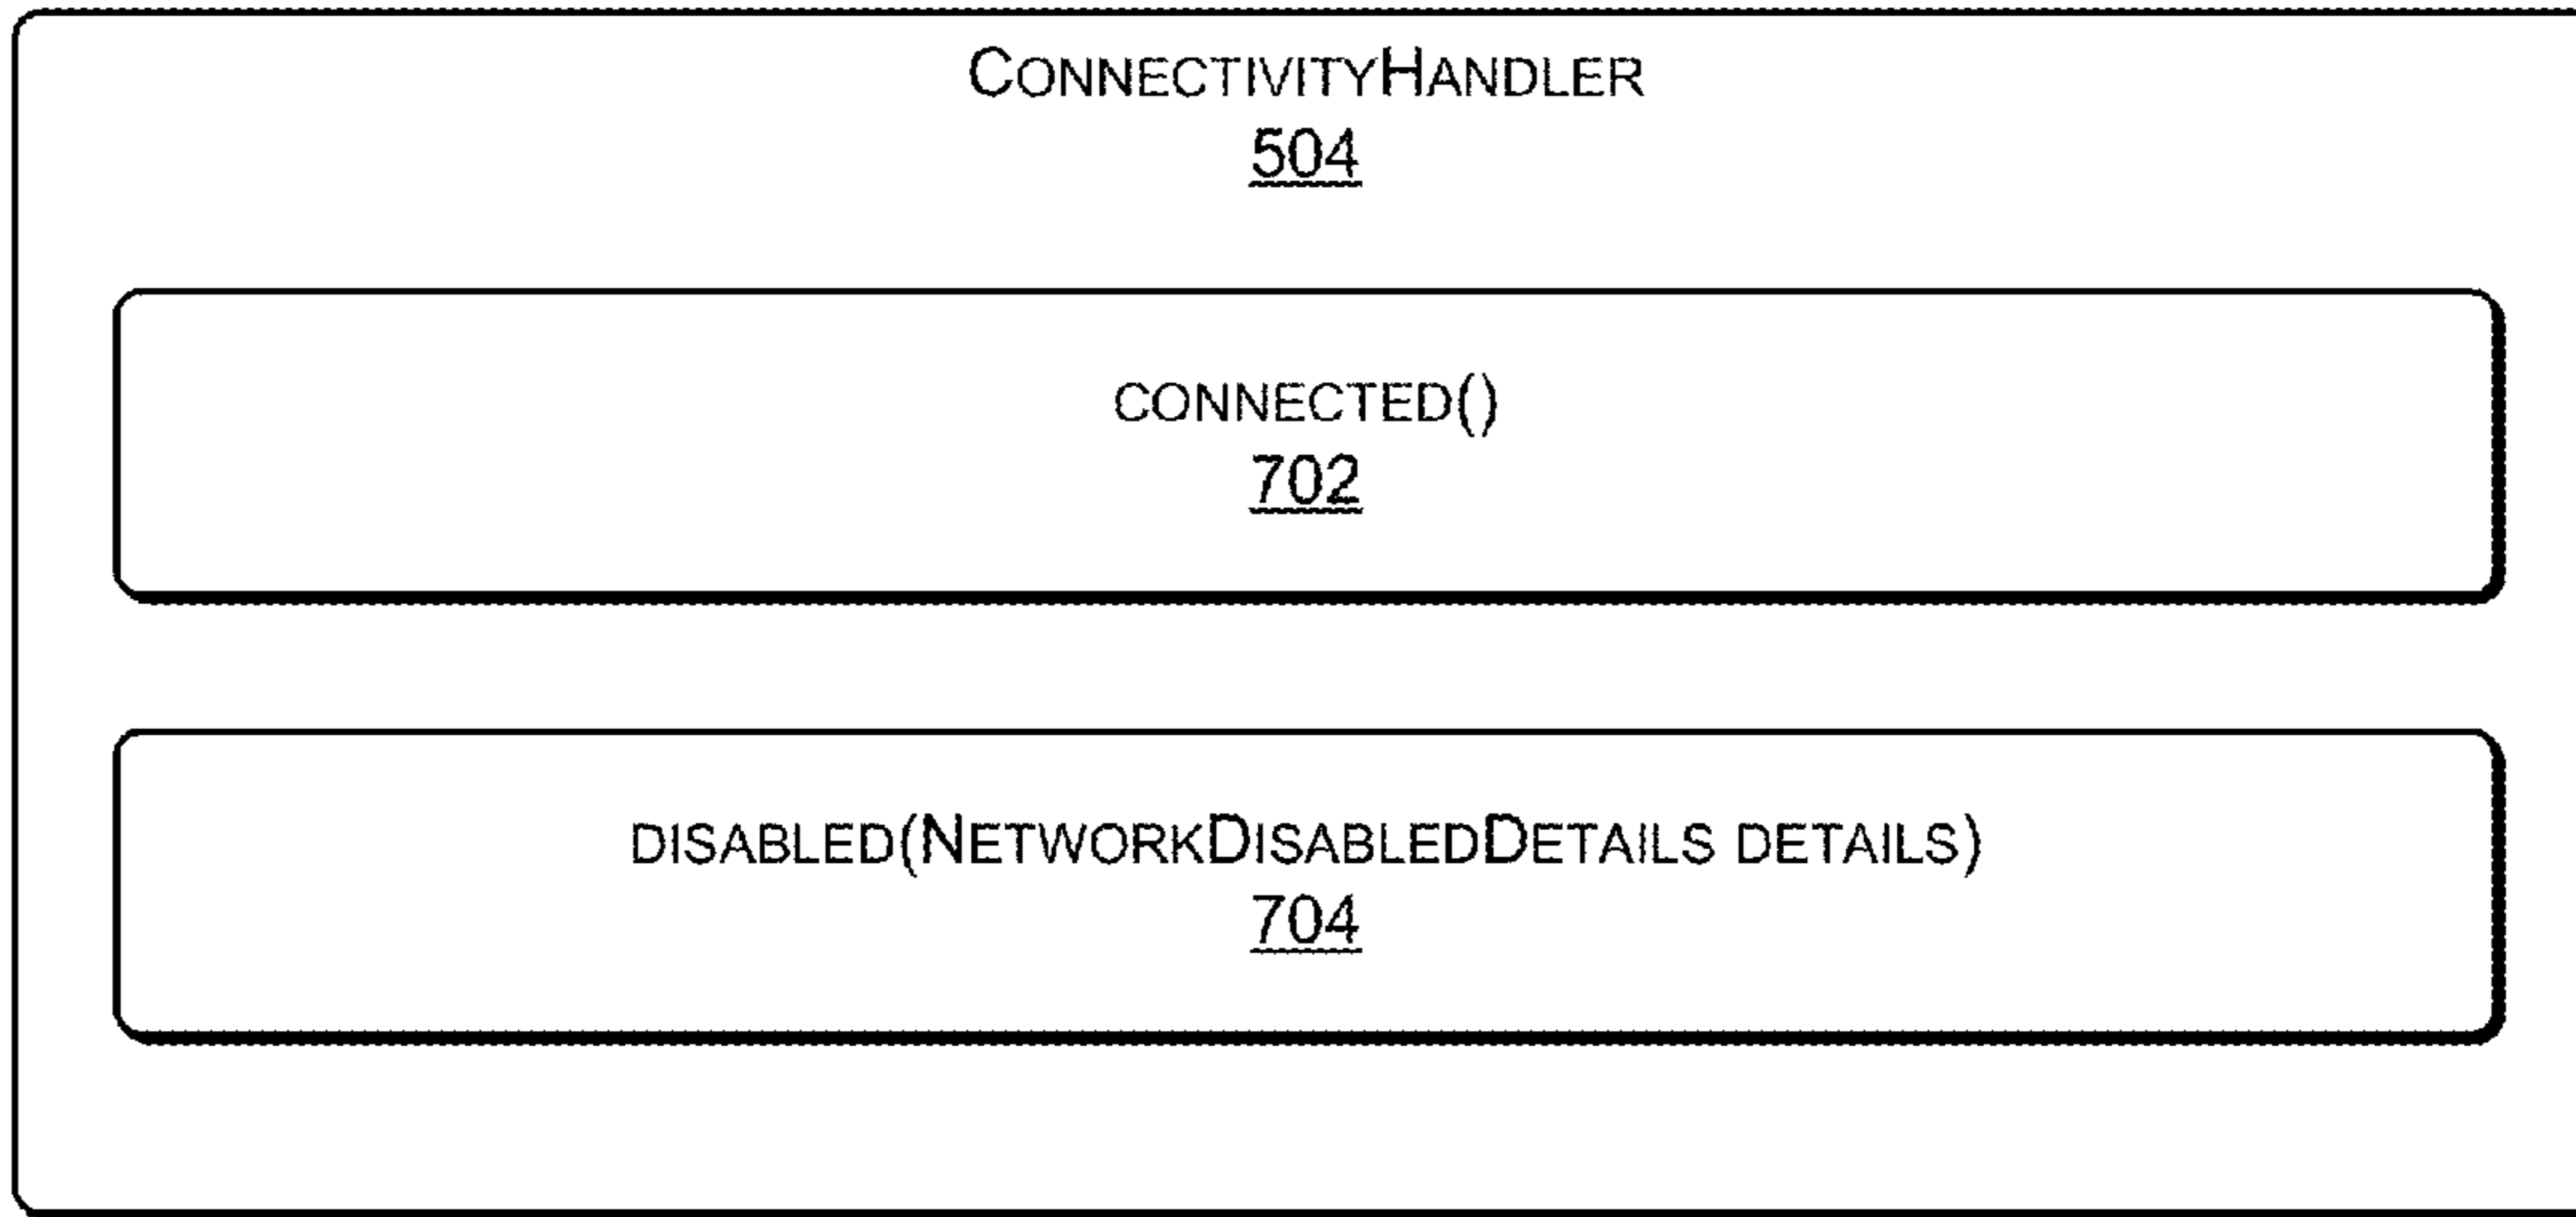 CONNECTIVITYHANDLER
504
CONNECTED()
702
DISABLED(NETWORKDISABLEDDETAILS DETAILS)
704